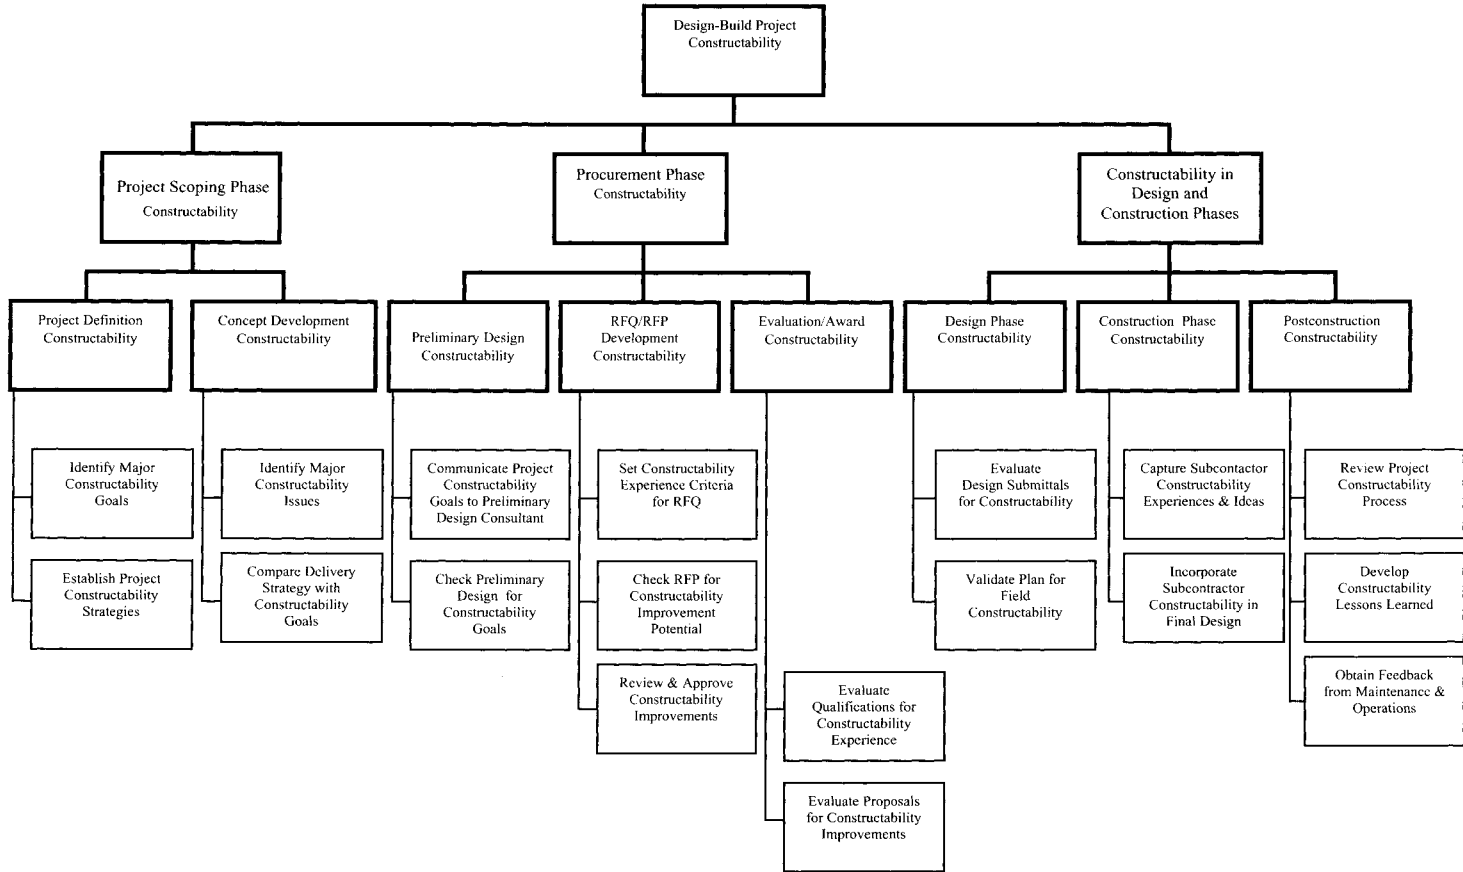 Design-Build Project
Constructability
Project Scoping Phase
Constructability
Procurement Phase
Constructability
Constructability in
Design and
Construction Phases
Project Definition
Constructability
Concept Development
Constructability
Preliminary Design
Constructability
RFQ/RFP
Development
Constructability
Evaluation/Award
Constructability
Design Phase
Constructability
Construction Phase
Constructability
Postconstruction
Constructability
Identify Major
Constructability
Goals
Establish Project
Constructability
Strategies
Identify Major
Constructability
Issues
Compare Delivery
Strategy with
Constructability
Goals
Communicate Project
Constructability
Goals to Preliminary
Design Consultant
Check Preliminary
Design for
Constructability
Goals
Set Constructability
Experience Criteria
for RFQ
Check RFP for
Constructability
Improvement
Potential
Review & Approve
Constructability
Improvements
Evaluate
Qualifications for
Constructability
Experience
Evaluate Proposals
for Constructability
Improvements
Evaluate
Design Submittals
for Constructability
Validate Plan for
Field
Constructability
Capture Subcontactor
Constructability
Experiences & Ideas
Incorporate
Subcontractor
Constructability in
Final Design
Review Project
Constructability
Process
Develop
Constructability
Lessons Learned
Obtain Feedback
from Maintenance &
Operations